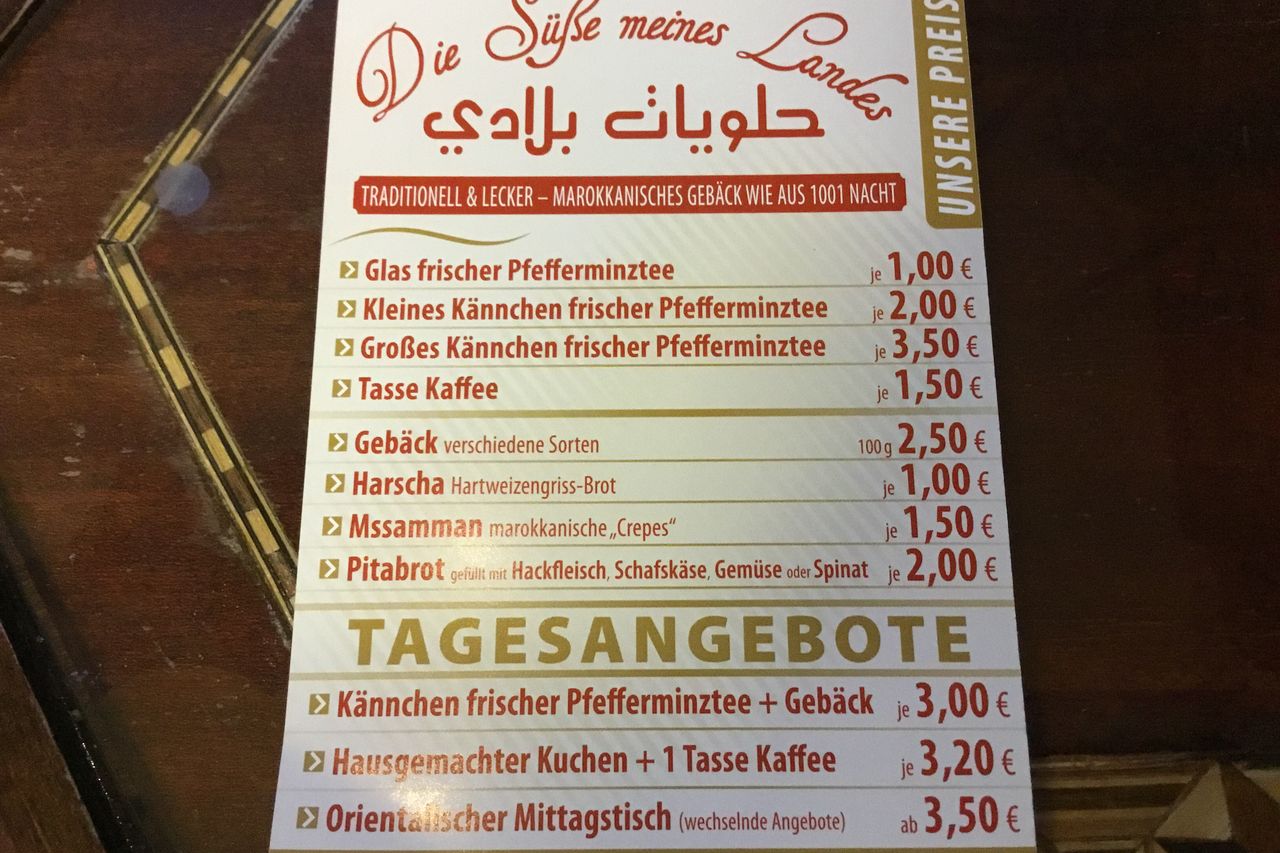 Die Süße meines Landes
حلويات بلادي
UNSERE PREIS
TRADITIONELL & LECKER – MAROKKANISCHES GEBÄCK WIE AUS 1001 NACHT
Glas frischer Pfefferminztee je 1,00 €
Kleines Kännchen frischer Pfefferminztee je 2,00 €
Großes Kännchen frischer Pfefferminztee je 3,50 €
Tasse Kaffee je 1,50 €
Gebäck verschiedene Sorten 100 g 2,50 €
Harscha Hartweizengriss-Brot je 1,00 €
Mssamman marokkanische „Crepes“ je 1,50 €
Pitabrot gefüllt mit Hackfleisch, Schafskäse, Gemüse oder Spinat je 2,00 €
TAGESANGEBOTE
Kännchen frischer Pfefferminztee + Gebäck je 3,00 €
Hausgemachter Kuchen + 1 Tasse Kaffee je 3,20 €
Orientalischer Mittagstisch (wechselnde Angebote) ab 3,50 €